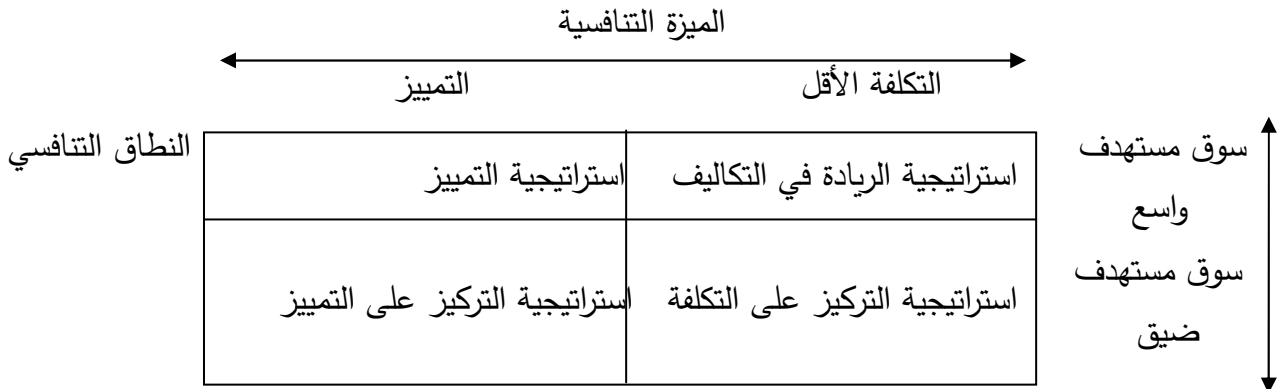 الميزة التنافسية
التكلفة الأقل التمييز
سوق مستهدف استراتيجية الريادة في التكاليف استراتيجية التمييز النطاق التنافسي
واسع
سوق مستهدف استراتيجية التركيز على التكلفة استراتيجية التركيز على التمييز
ضيق